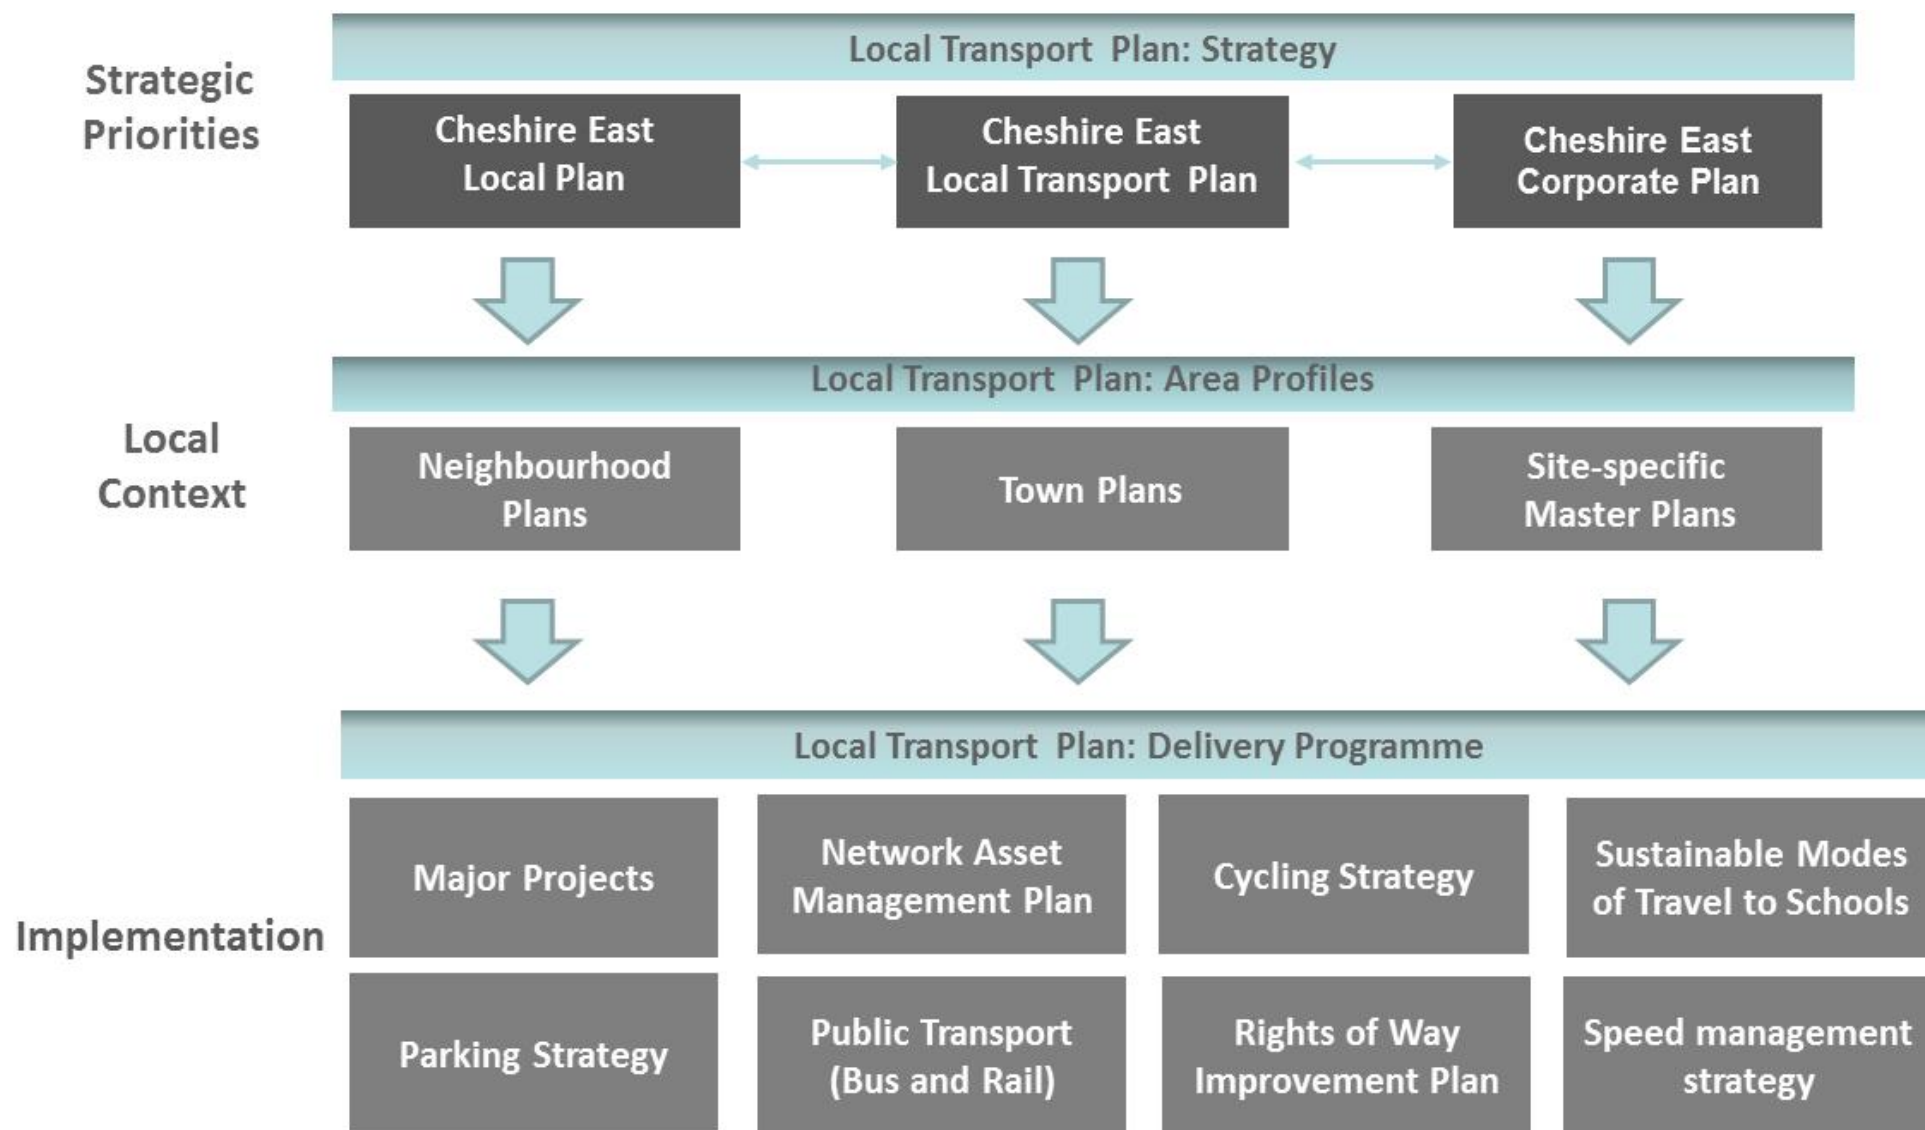 Strategic
Priorities
Local Transport Plan: Strategy
Cheshire East
Local Plan
Cheshire East
Local Transport Plan
Cheshire East
Corporate Plan
Local
Context
Local Transport Plan: Area Profiles
Neighbourhood
Plans
Town Plans
Site-specific
Master Plans
Implementation
Local Transport Plan: Delivery Programme
Major Projects
Network Asset
Management Plan
Cycling Strategy
Sustainable Modes
of Travel to Schools
Parking Strategy
Public Transport
(Bus and Rail)
Rights of Way
Improvement Plan
Speed management
strategy